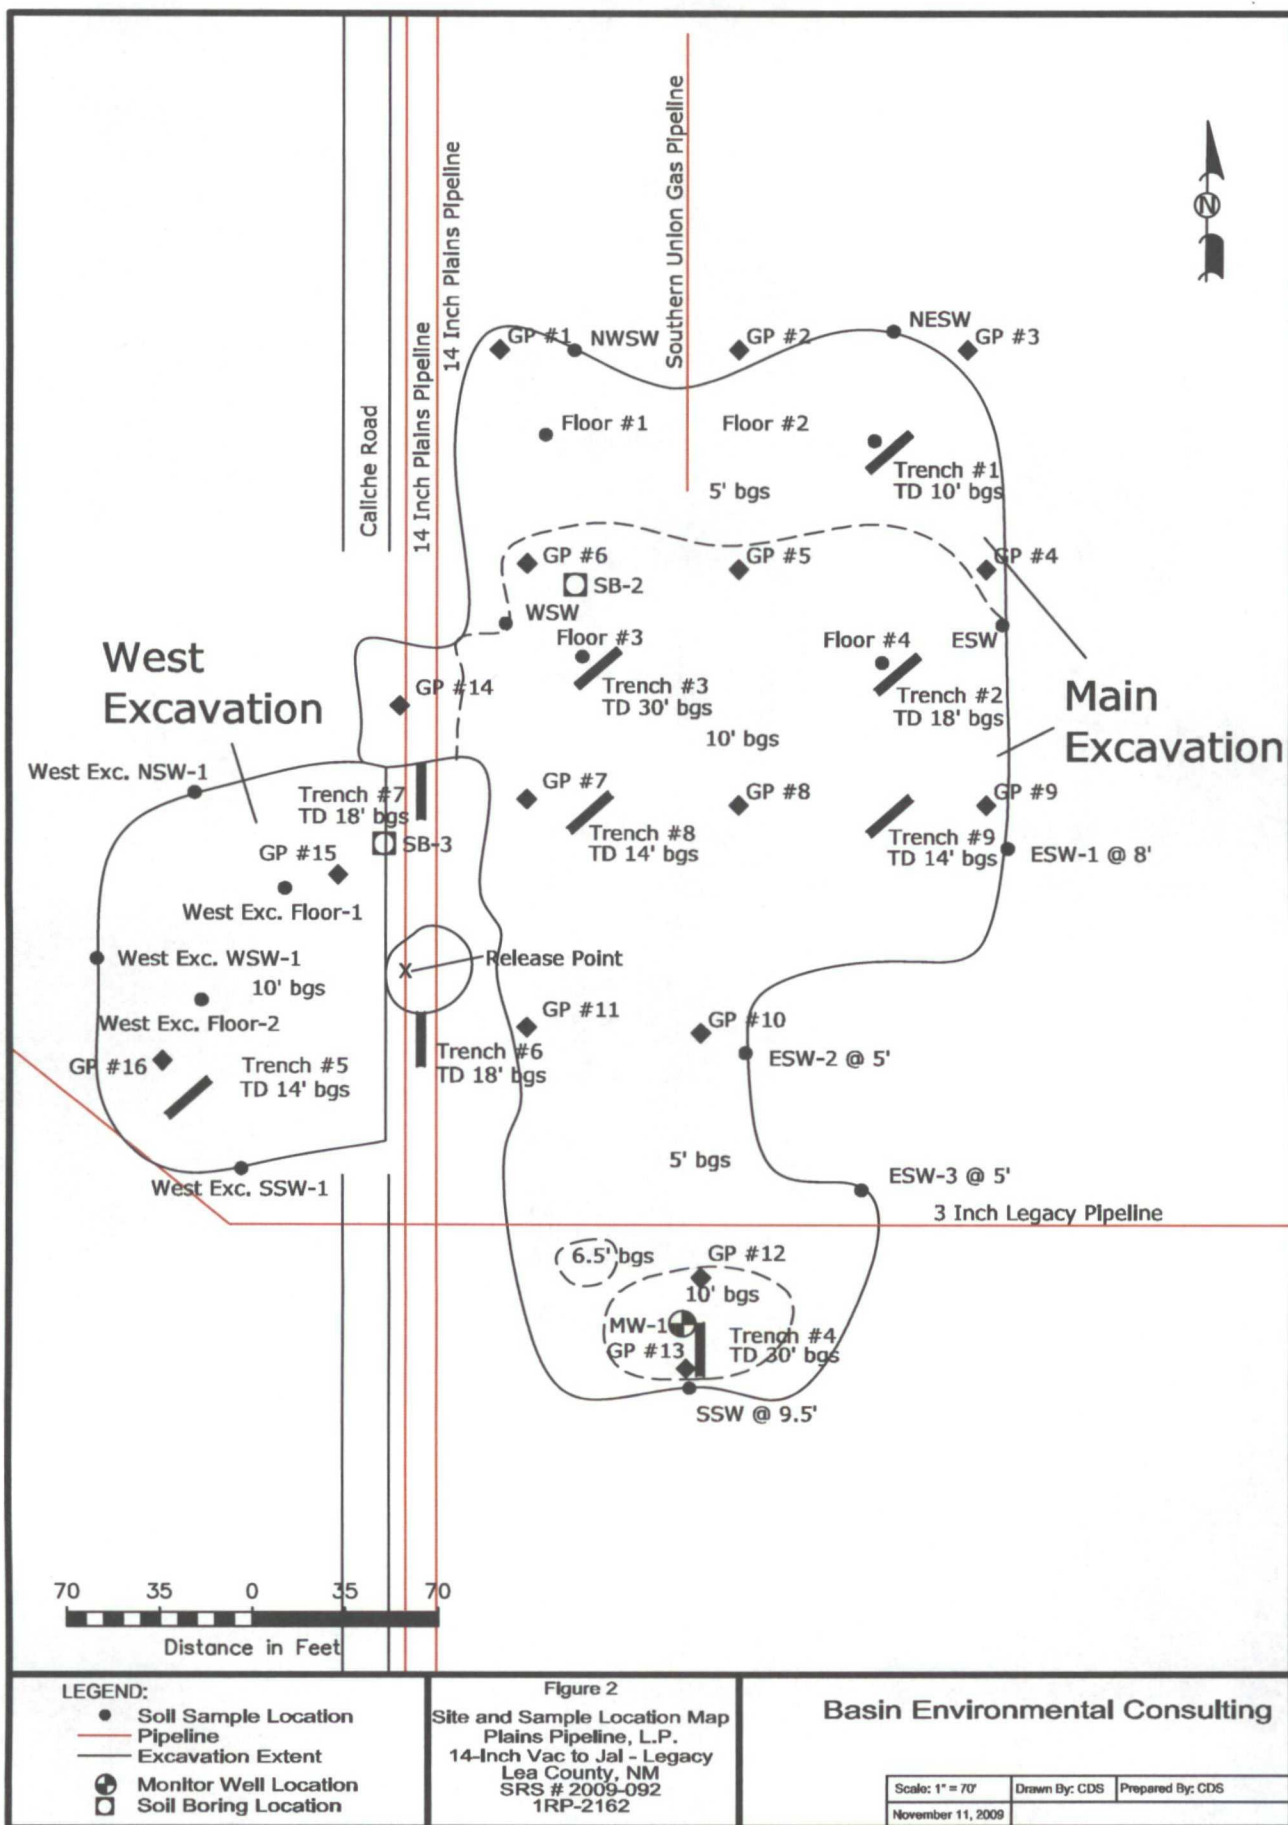 Southern Union Gas Pipeline
14 Inch Plains Pipeline
14 Inch Plains Pipeline
Caliche Road
N
GP #1
NWSW
GP #2
NESW
GP #3
Floor #1
Floor #2
Trench #1
TD 10' bgs
5' bgs
GP #6
GP #5
GP #4
SB-2
WSW
Floor #3
Floor #4
ESW
West
Excavation
GP #14
Trench #3
TD 30' bgs
Trench #2
TD 18' bgs
Main
Excavation
10' bgs
West Exc. NSW-1
Trench #7
TD 18' bgs
GP #7
GP #8
GP #9
Trench #8
TD 14' bgs
Trench #9
TD 14' bgs
SB-3
GP #15
ESW-1 @ 8'
West Exc. Floor-1
West Exc. WSW-1
Release Point
10' bgs
West Exc. Floor-2
GP #11
GP #10
GP #16
Trench #5
TD 14' bgs
Trench #6
TD 18' bgs
ESW-2 @ 5'
5' bgs
West Exc. SSW-1
ESW-3 @ 5'
3 Inch Legacy Pipeline
6.5' bgs
GP #12
10' bgs
MW-1
Trench #4
TD 30' bgs
GP #13
SSW @ 9.5'
X
70 35 0 35 70
Distance in Feet
LEGEND:
Soil Sample Location
Pipeline
Excavation Extent
Monitor Well Location
Soil Boring Location
Figure 2
Site and Sample Location Map
Plains Pipeline, L.P.
14-Inch Vac to Jal - Legacy
Lea County, NM
SRS # 2009-092
1RP-2162
Basin Environmental Consulting
Scale: 1" = 70'
Drawn By: CDS
Prepared By: CDS
November 11, 2009